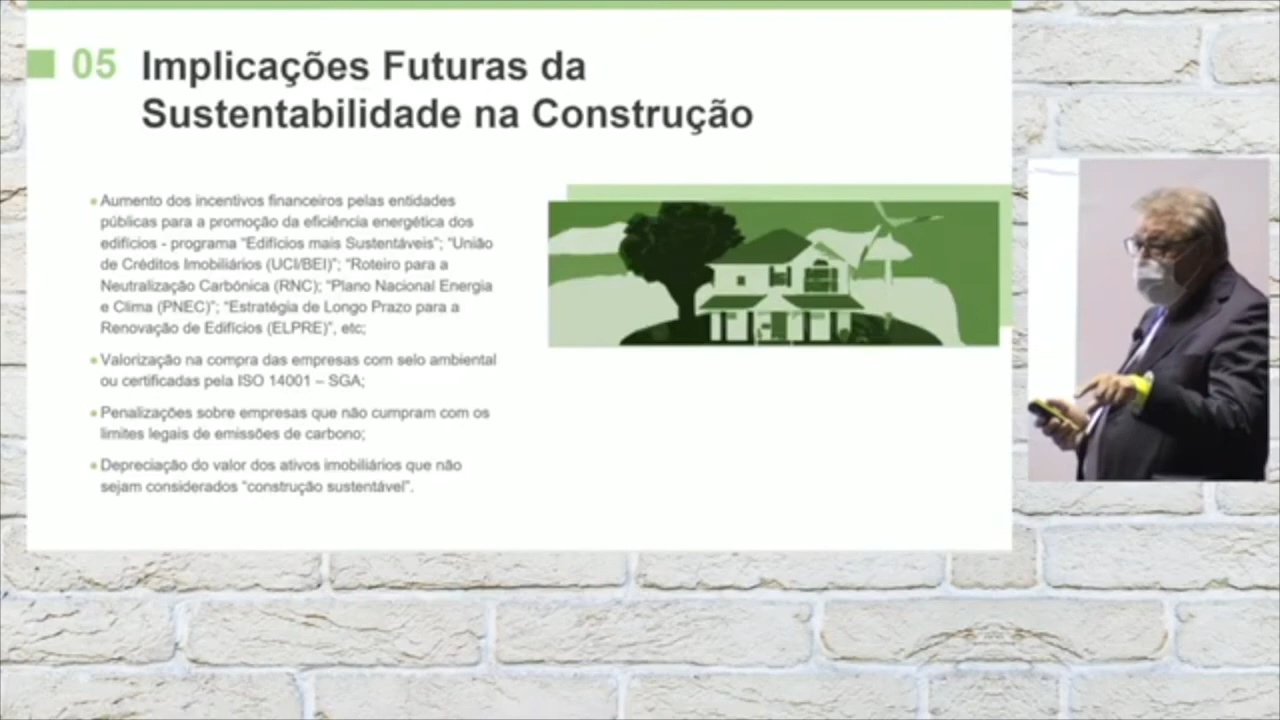 05 Implicações Futuras da
Sustentabilidade na Construção
Aumento dos incentivos financeiros pelas entidades
públicas para a promoção da eficiência energética dos
edifícios - programa “Edifícios mais Sustentáveis”; “União
de Créditos Imobiliários (UCI/BEI)”; “Roteiro para a
Neutralização Carbónica (RNC); “Plano Nacional Energia
e Clima (PNEC)”; “Estratégia de Longo Prazo para a
Renovação de Edifícios (ELPRE)”, etc;
Valorização na compra das empresas com selo ambiental
ou certificadas pela ISO 14001 – SGA;
Penalizações sobre empresas que não cumpram com os
limites legais de emissões de carbono;
Depreciação do valor dos ativos imobiliários que não
sejam considerados “construção sustentável”.